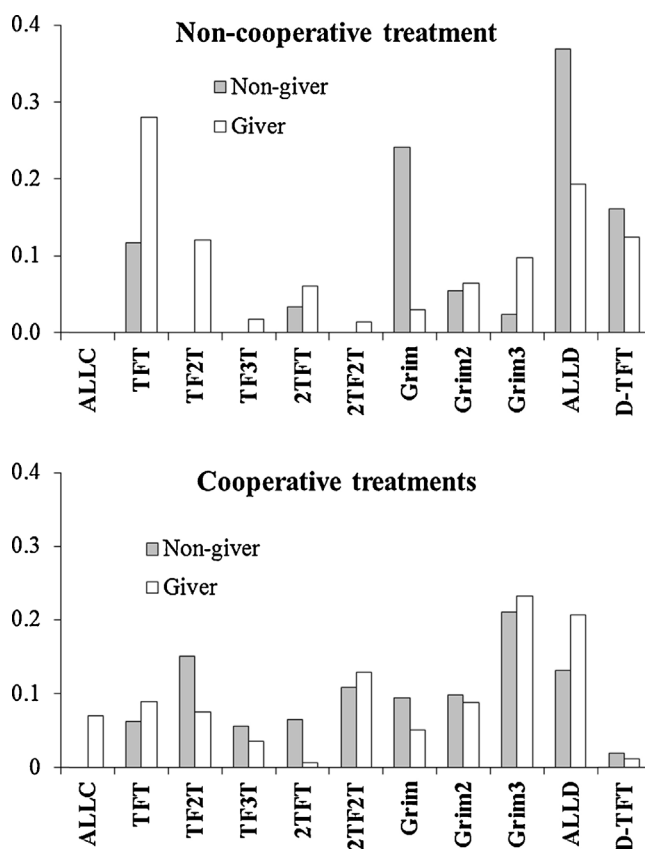 Non-cooperative treatment
0.4
0.3
0.2
0.1
0.0
Non-giver
Giver
ALLC
TFT
TF2T
TF3T
2TFT
2TF2T
Grim
Grim2
Grim3
ALLD
D-TFT
Cooperative treatments
0.4
0.3
0.2
0.1
0
Non-giver
Giver
ALLC
TFT
TF2T
TF3T
2TFT
2TF2T
Grim
Grim2
Grim3
ALLD
D-TFT